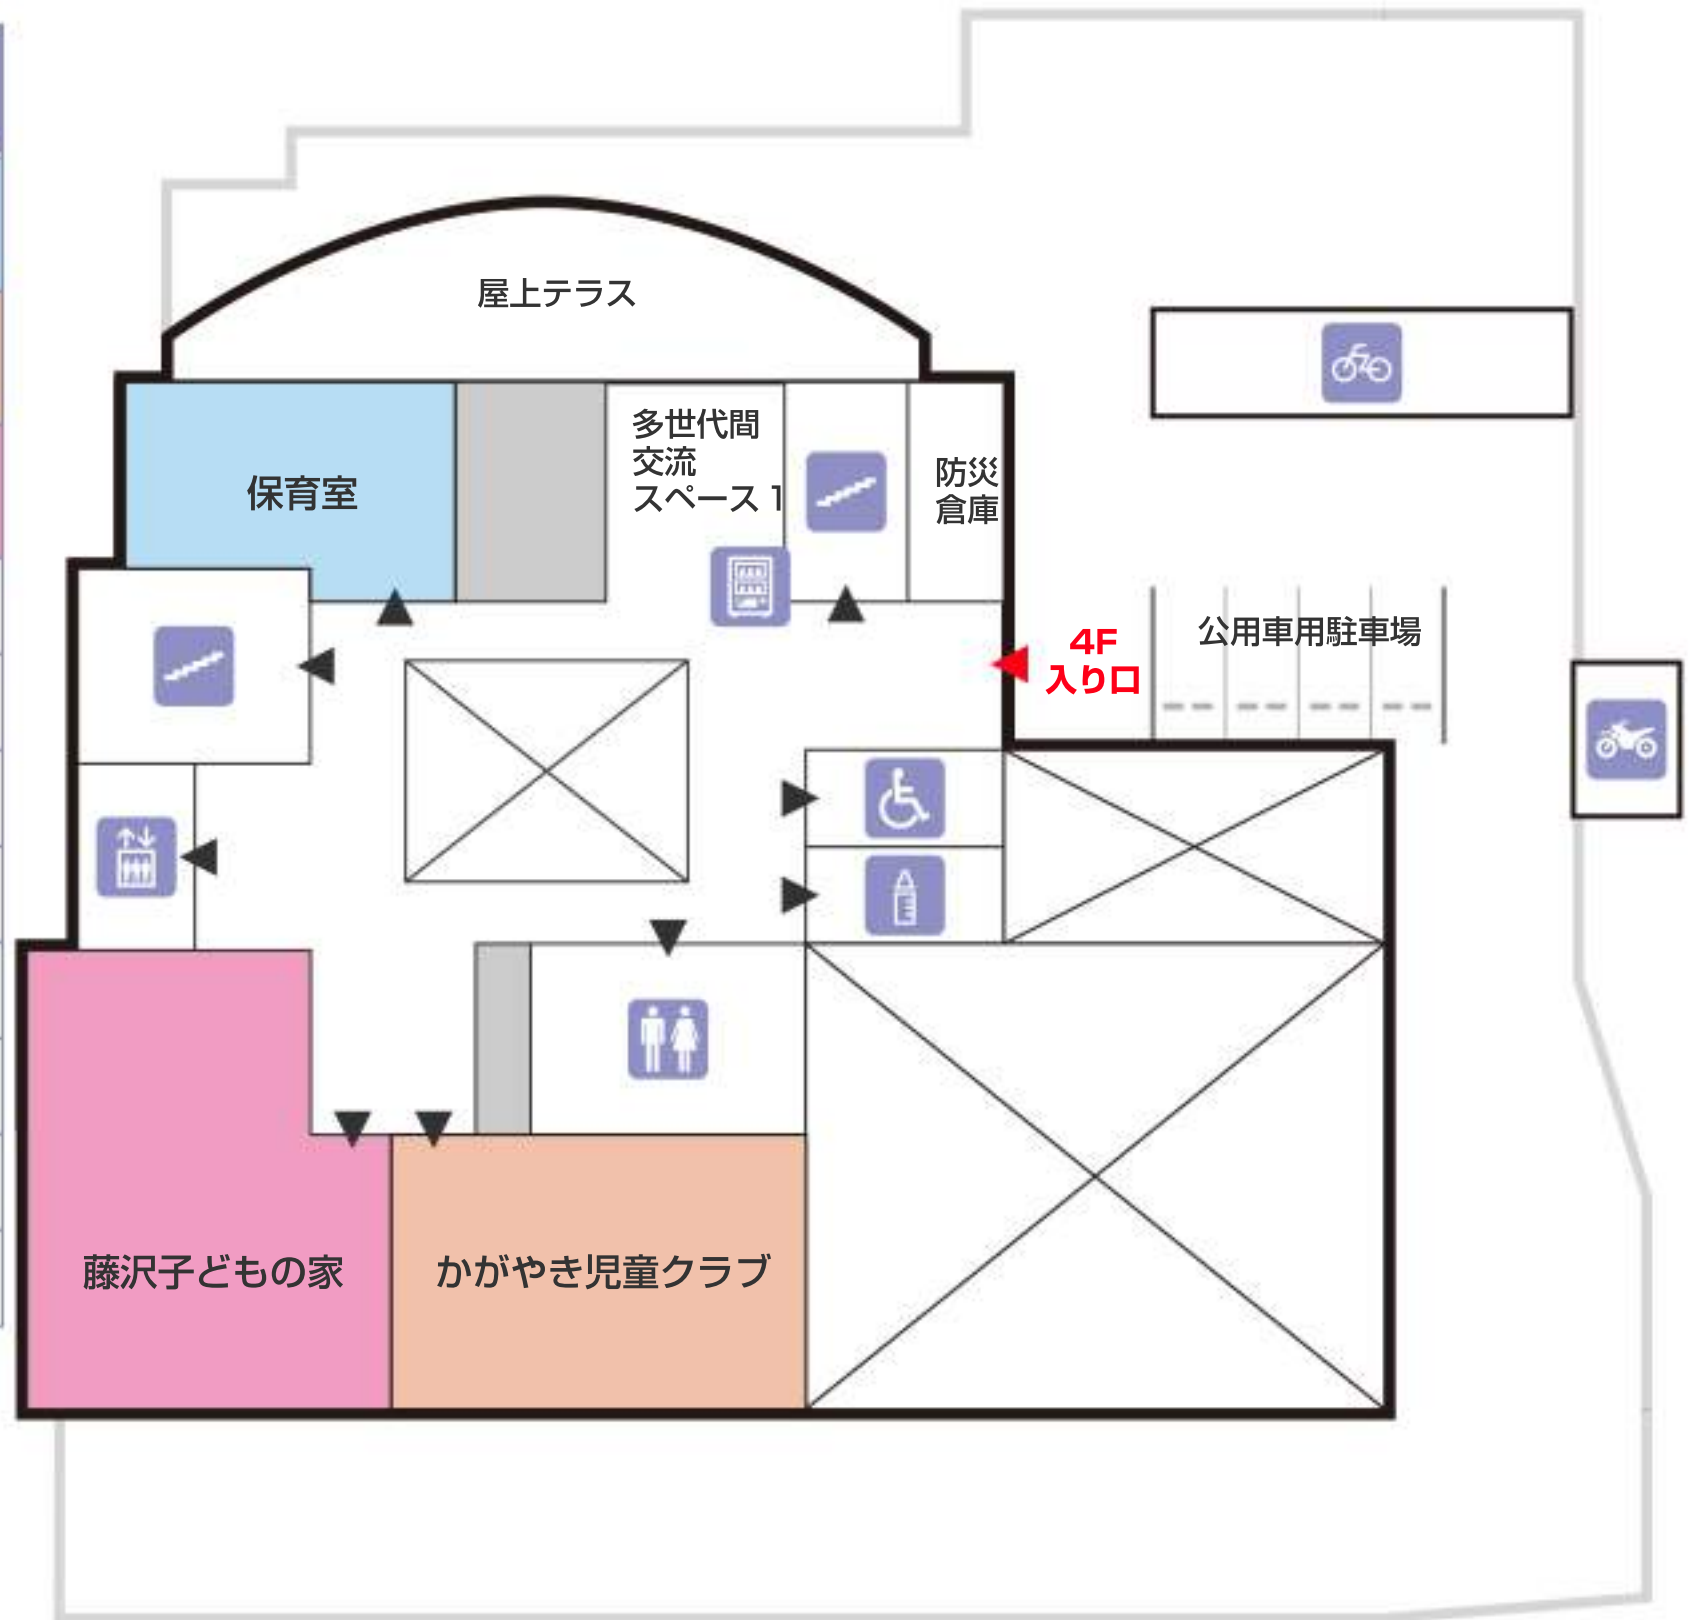 屋上テラス
保育室
多世代間
交流
スペース1
防災
倉庫
4F
入り口
公用車用駐車場
藤沢子どもの家
かがやき児童クラブ